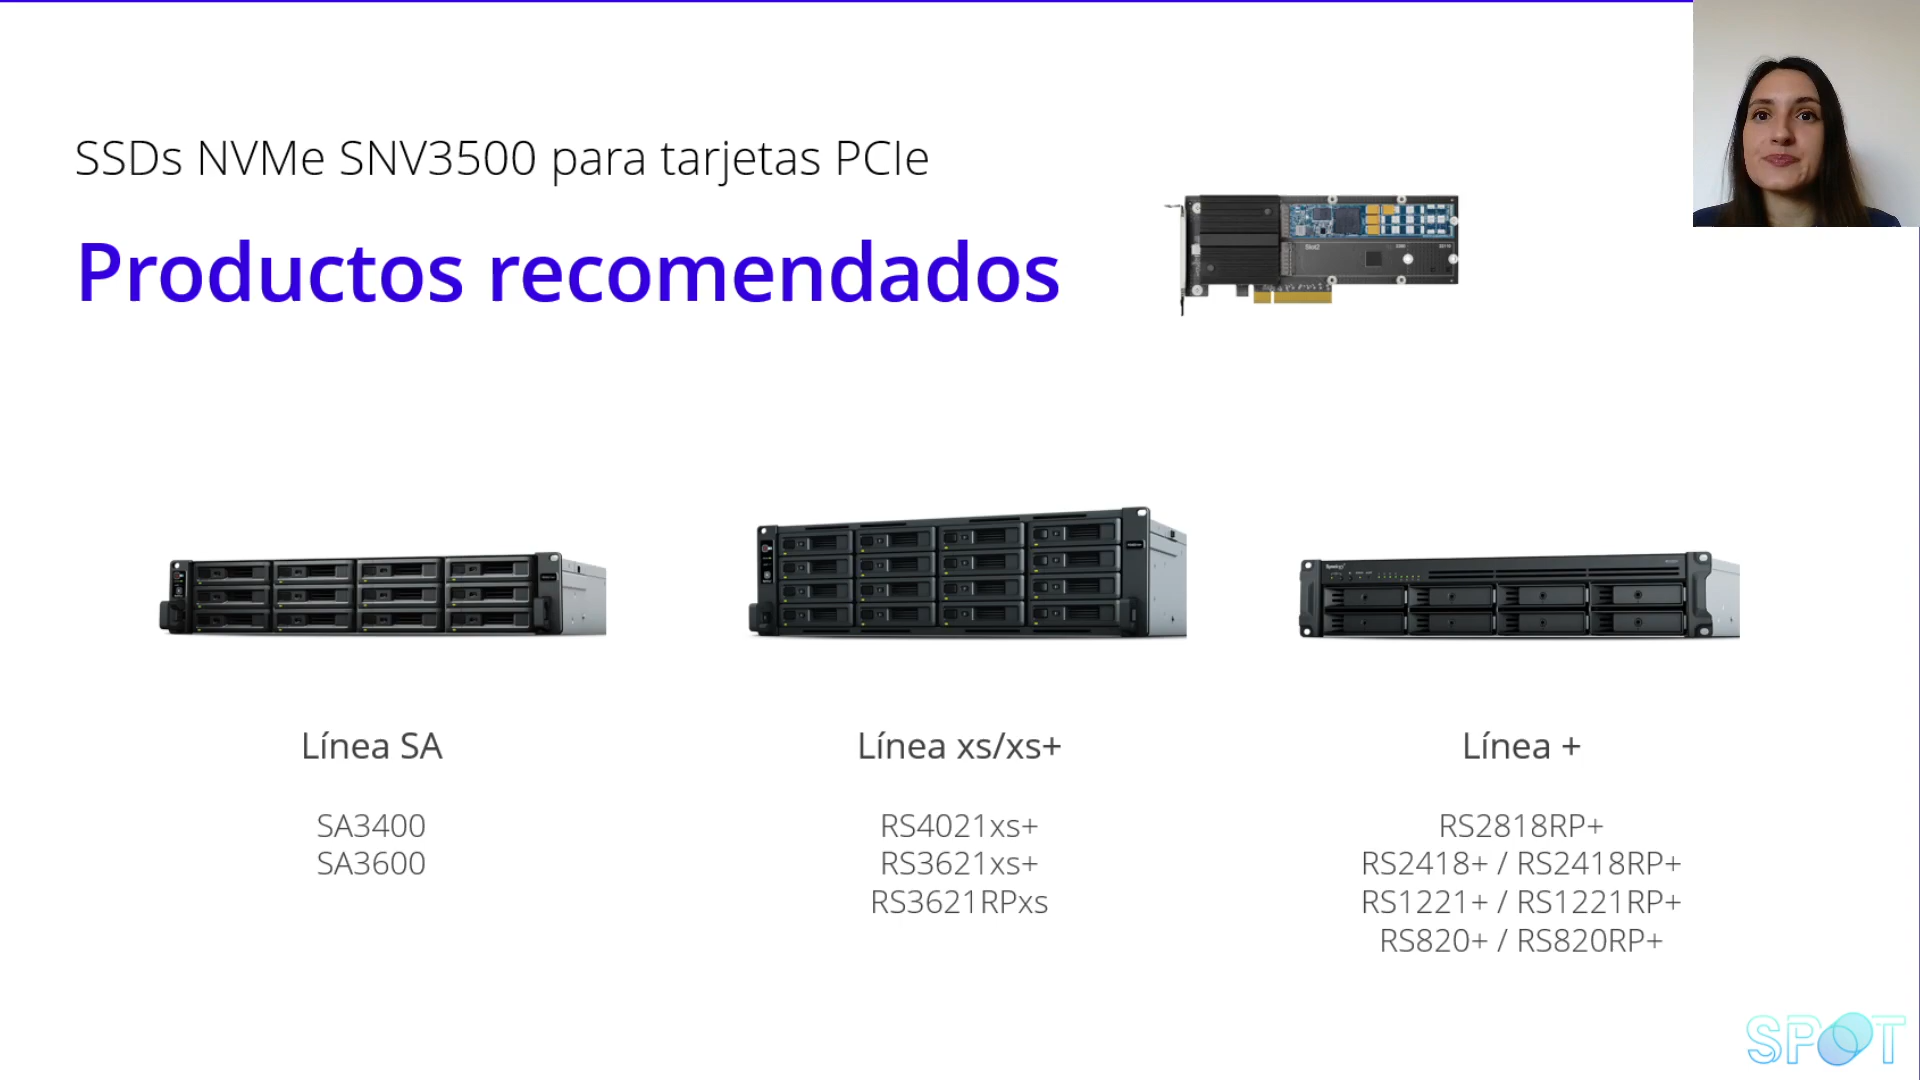 SSDs NVMe SNV3500 para tarjetas PCIe
Productos recomendados
Línea SA
SA3400
SA3600
Línea xs/xs+
RS4021xs+
RS3621xs+
RS3621RPxs
Línea +
RS2818RP+
RS2418+ / RS2418RP+
RS1221+ / RS1221RP+
RS820+ / RS820RP+
SPOT